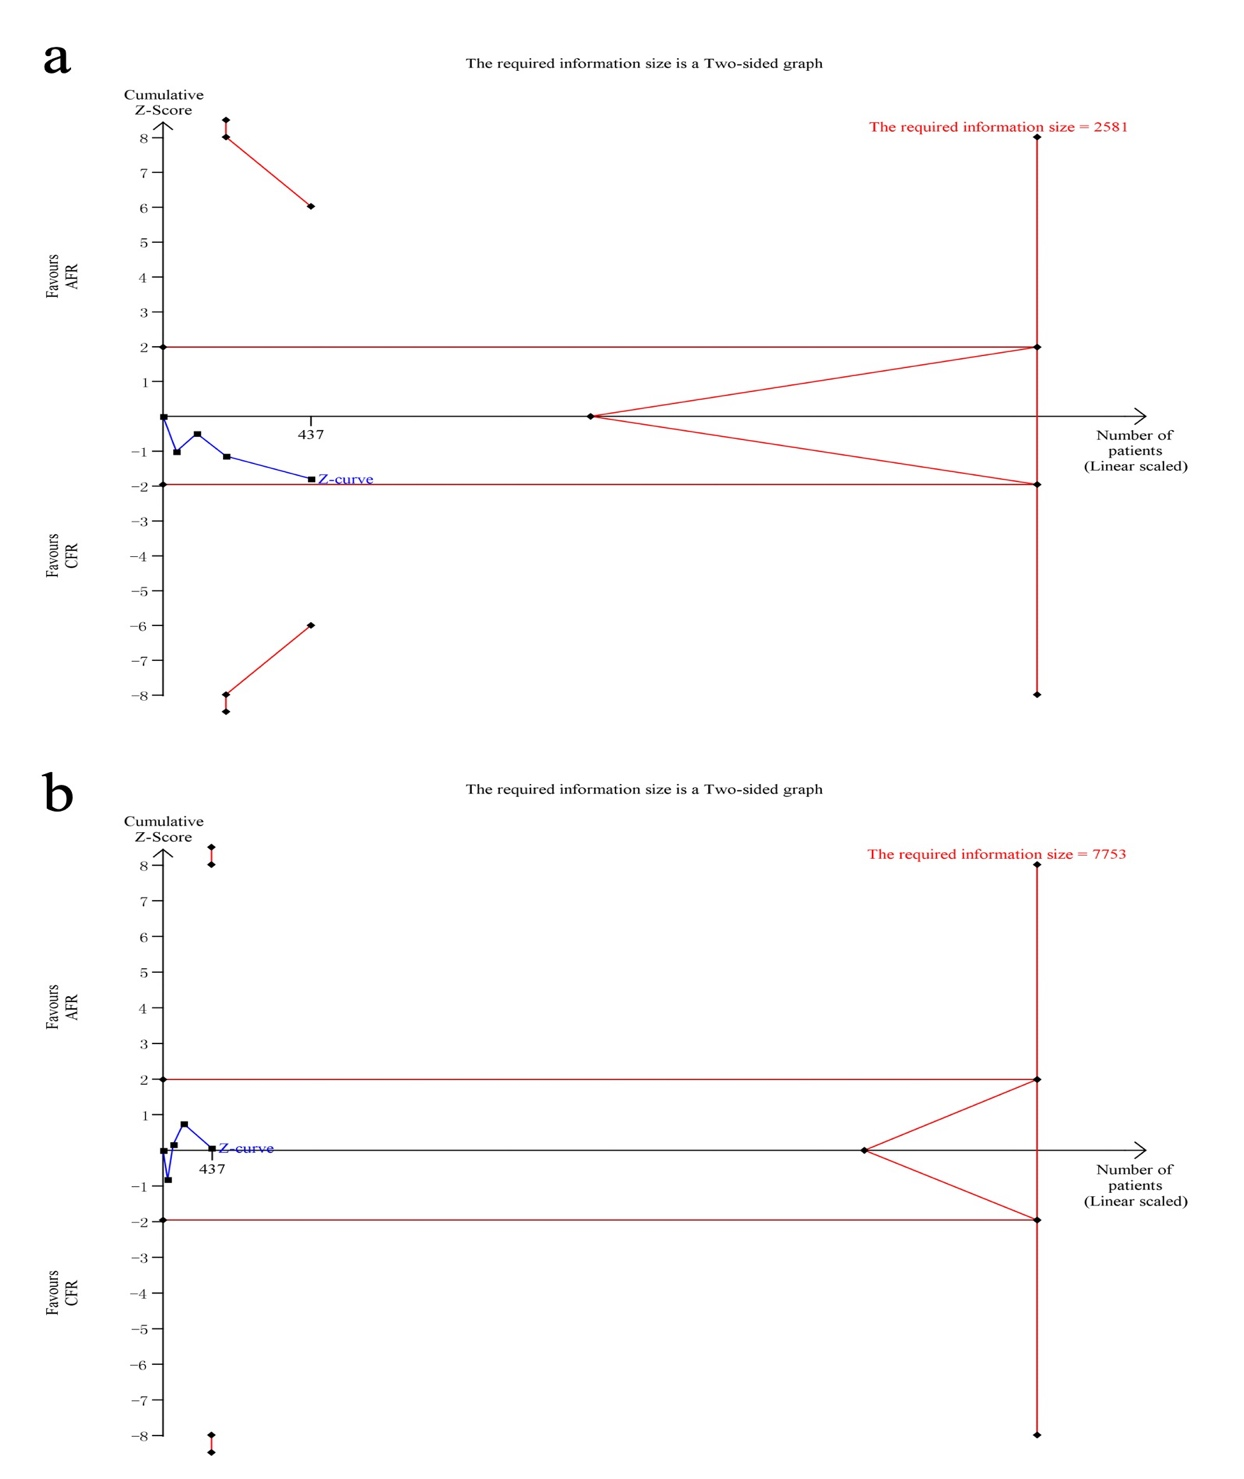 a
The required information size is a Two-sided graph
Cumulative
Z-Score
The required information size = 2581
8
7
6
5
Favours
AFR
4
3
2
1
437
Number of
patients
(Linear scaled)
−1
Z-curve
−2
−3
Favours
CFR
−4
−5
−6
−7
−8
b
The required information size is a Two-sided graph
Cumulative
Z-Score
The required information size = 7753
8
7
6
5
Favours
AFR
4
3
2
1
Z-curve
437
Number of
patients
(Linear scaled)
−1
−2
−3
Favours
CFR
−4
−5
−6
−7
−8